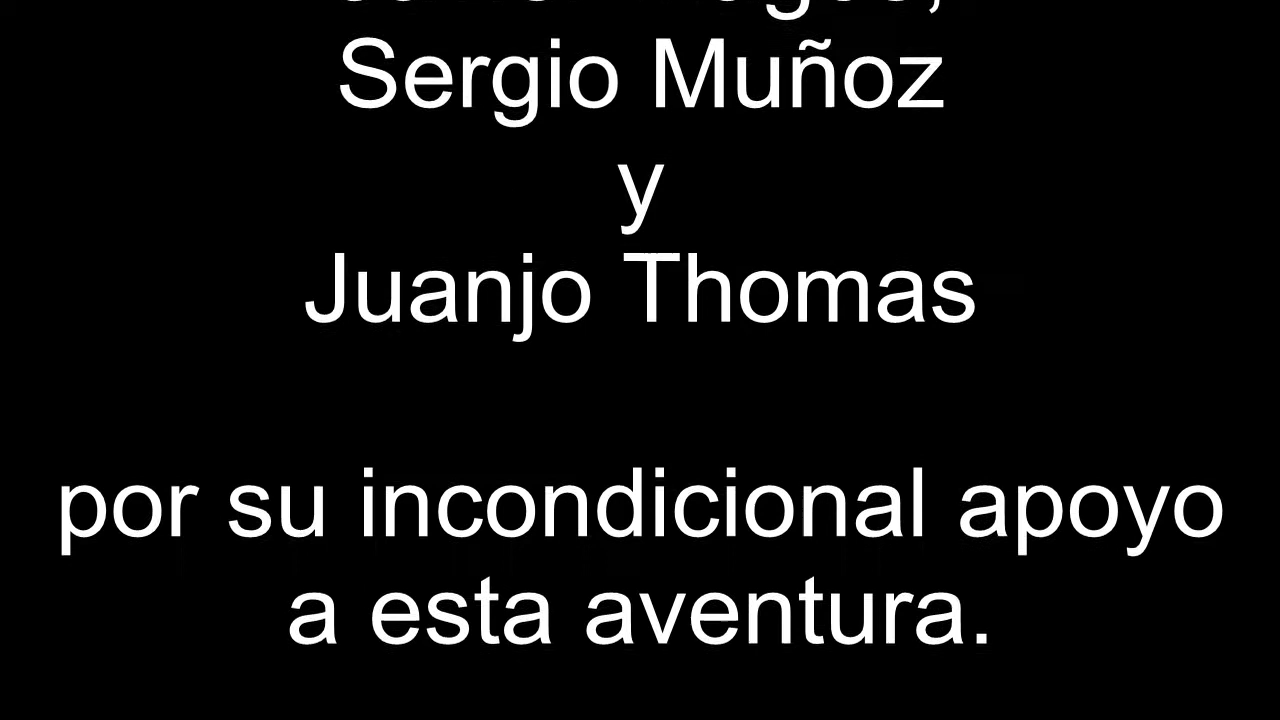 Sergio Muñoz
y
Juanjo Thomas
por su incondicional apoyo
a esta aventura.